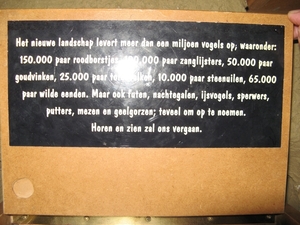 Het nieuwe landschap levert meer dan een miljoen vogels op; waaronder:
150.000 paar roodborstjes, 000 paar zanglijsters, 50.000 paar
goudvinken, 25.000 paar 10.000 paar steenuilen, 65.000
paar wilde eenden. Maar ook futen, nachtegalen, ijsvogels, sperwers,
putters, mezen en geelgorzen; teveel om op te noemen.
Horen en zien zal ons vergaan.